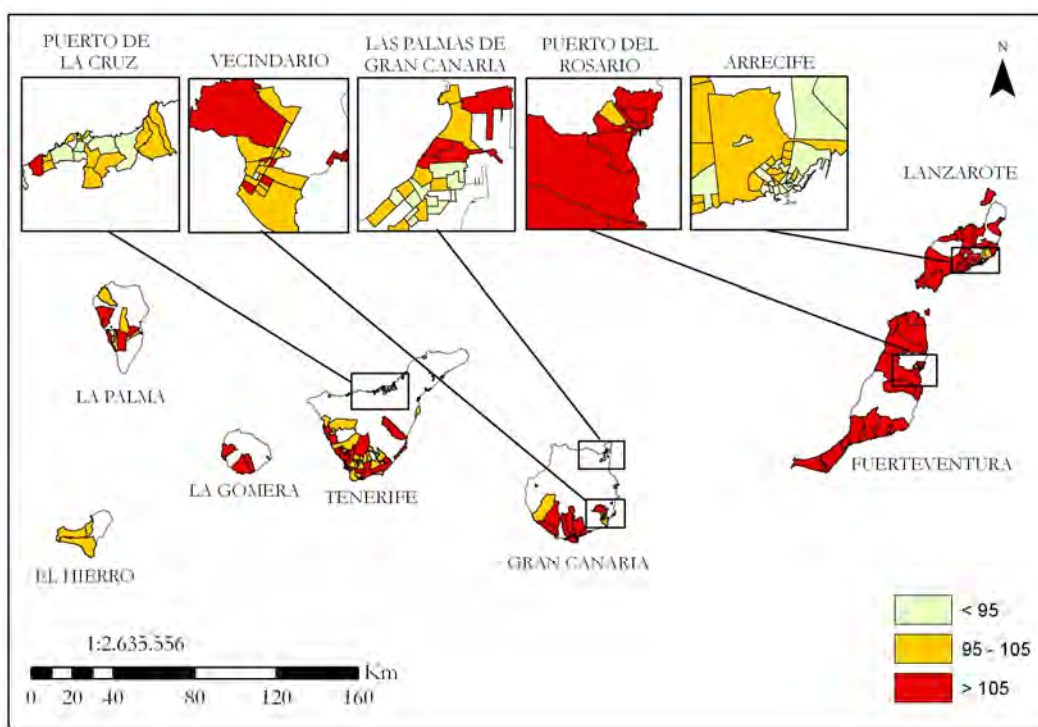 PUERTO DE
LA CRUZ
VECINDARIO
LAS PALMAS DE
GRAN CANARIA
PUERTO DEL
ROSARIO
ARRECIFE
N
LANZAROTE
LA PALMA
LA GOMERA
TENERIFE
FUERTEVENTURA
GRAN CANARIA
EL HIERRO
< 95
95 - 105
> 105
1:2.635.556
Km
0 20 40 80 120 160